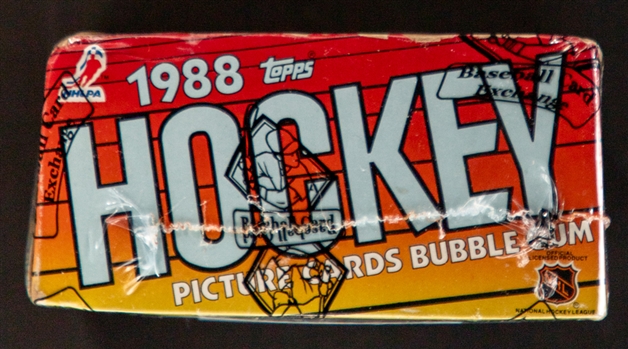 1988 Topps
NHLPA
HOCKEY
Baseball Card
Exchange
Baseball Card
PICTURE CARDS BUBBLE GUM
OFFICIAL
LICENSED PRODUCT
NHL
NATIONAL HOCKEY LEAGUE